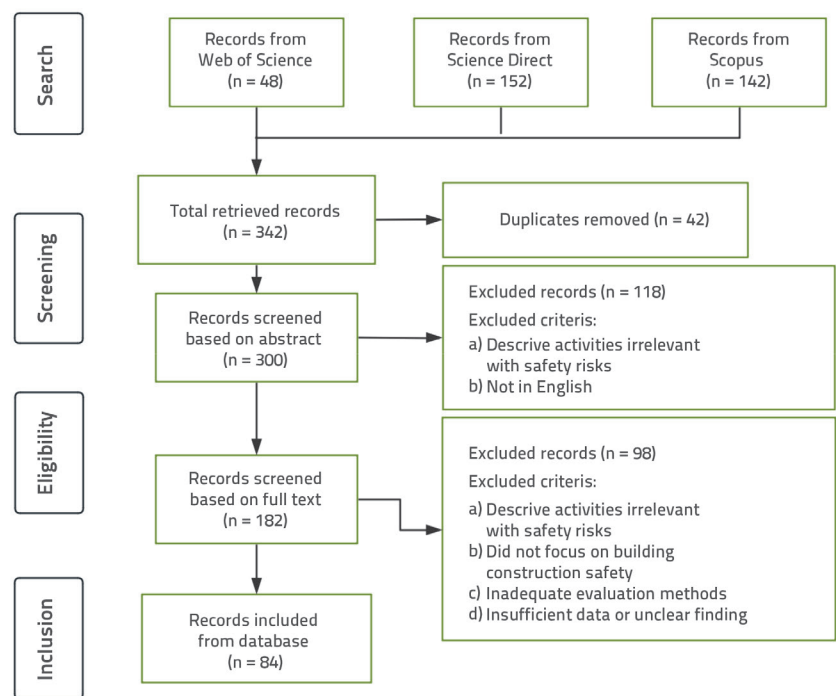 Search
Records from
Web of Science
(n = 48)
Records from
Science Direct
(n = 152)
Records from
Scopus
(n = 142)
Screening
Total retrieved records
(n = 342)
Duplicates removed (n = 42)
Records screened
based on abstract
(n = 300)
Excluded records (n = 118)
Excluded criteris:
a) Descrive activities irrelevant
with safety risks
b) Not in English
Eligibility
Records screened
based on full text
(n = 182)
Excluded records (n = 98)
Excluded criteris:
a) Descrive activities irrelevant
with safety risks
b) Did not focus on building
construction safety
c) Inadequate evaluation methods
d) Insufficient data or unclear finding
Inclusion
Records included
from database
(n = 84)